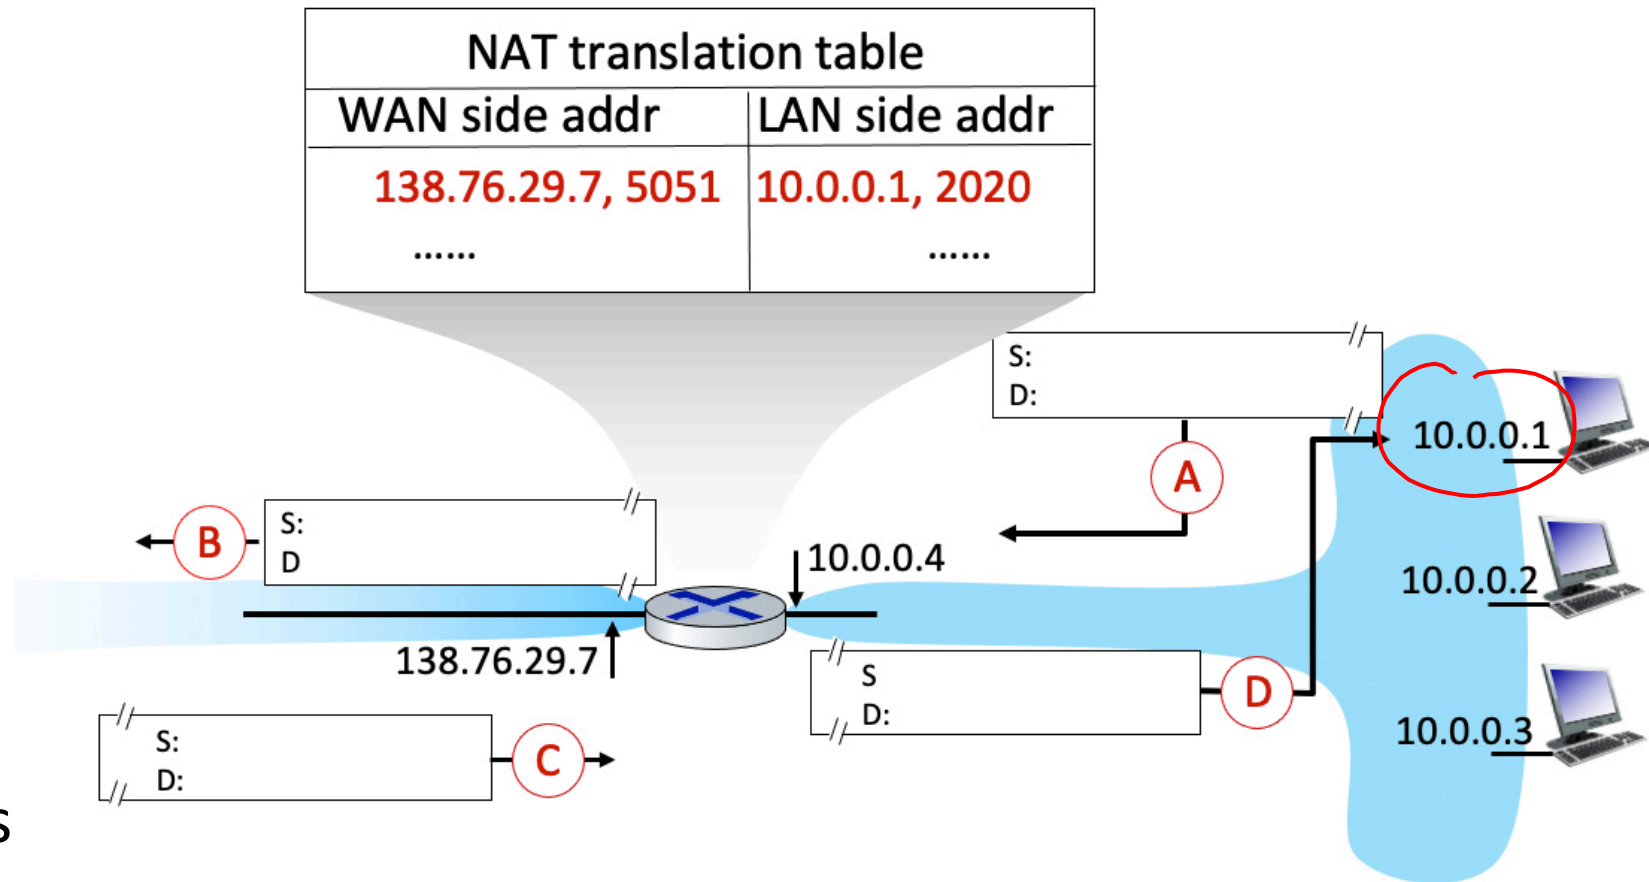 NAT translation table
WAN side addr LAN side addr
138.76.29.7, 5051 10.0.0.1, 2020
...... ......
S:
D:
A
10.0.0.1
B
S:
D
10.0.0.4
10.0.0.2
138.76.29.7
S
D:
D
S:
D:
C
10.0.0.3
s